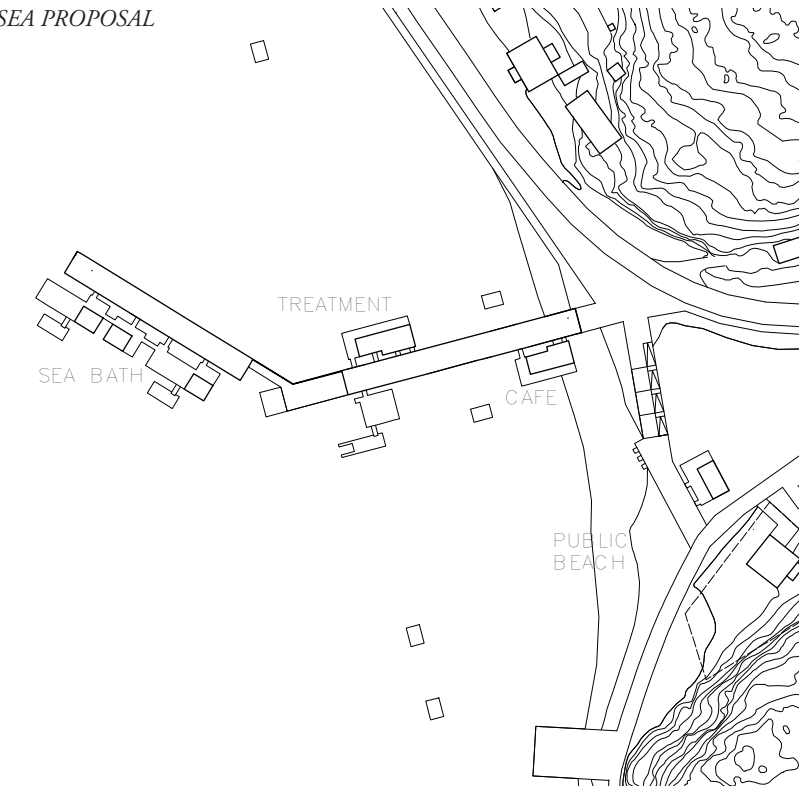 SEA PROPOSAL
TREATMENT
SEA BATH
CAFE
PUBLIC
BEACH